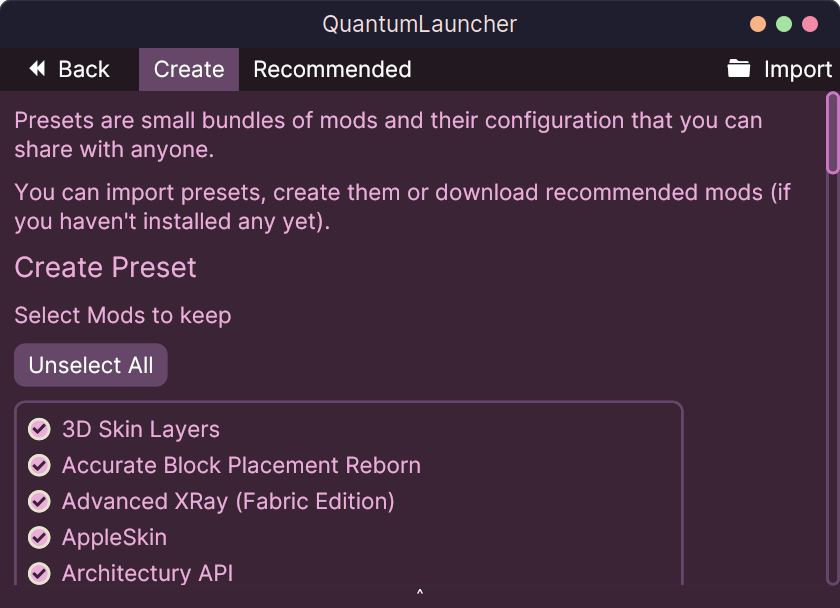 QuantumLauncher
Back Create Recommended Import
Presets are small bundles of mods and their configuration that you can
share with anyone.
You can import presets, create them or download recommended mods (if
you haven't installed any yet).
Create Preset
Select Mods to keep
Unselect All
3D Skin Layers
Accurate Block Placement Reborn
Advanced XRay (Fabric Edition)
AppleSkin
Architectury API
^